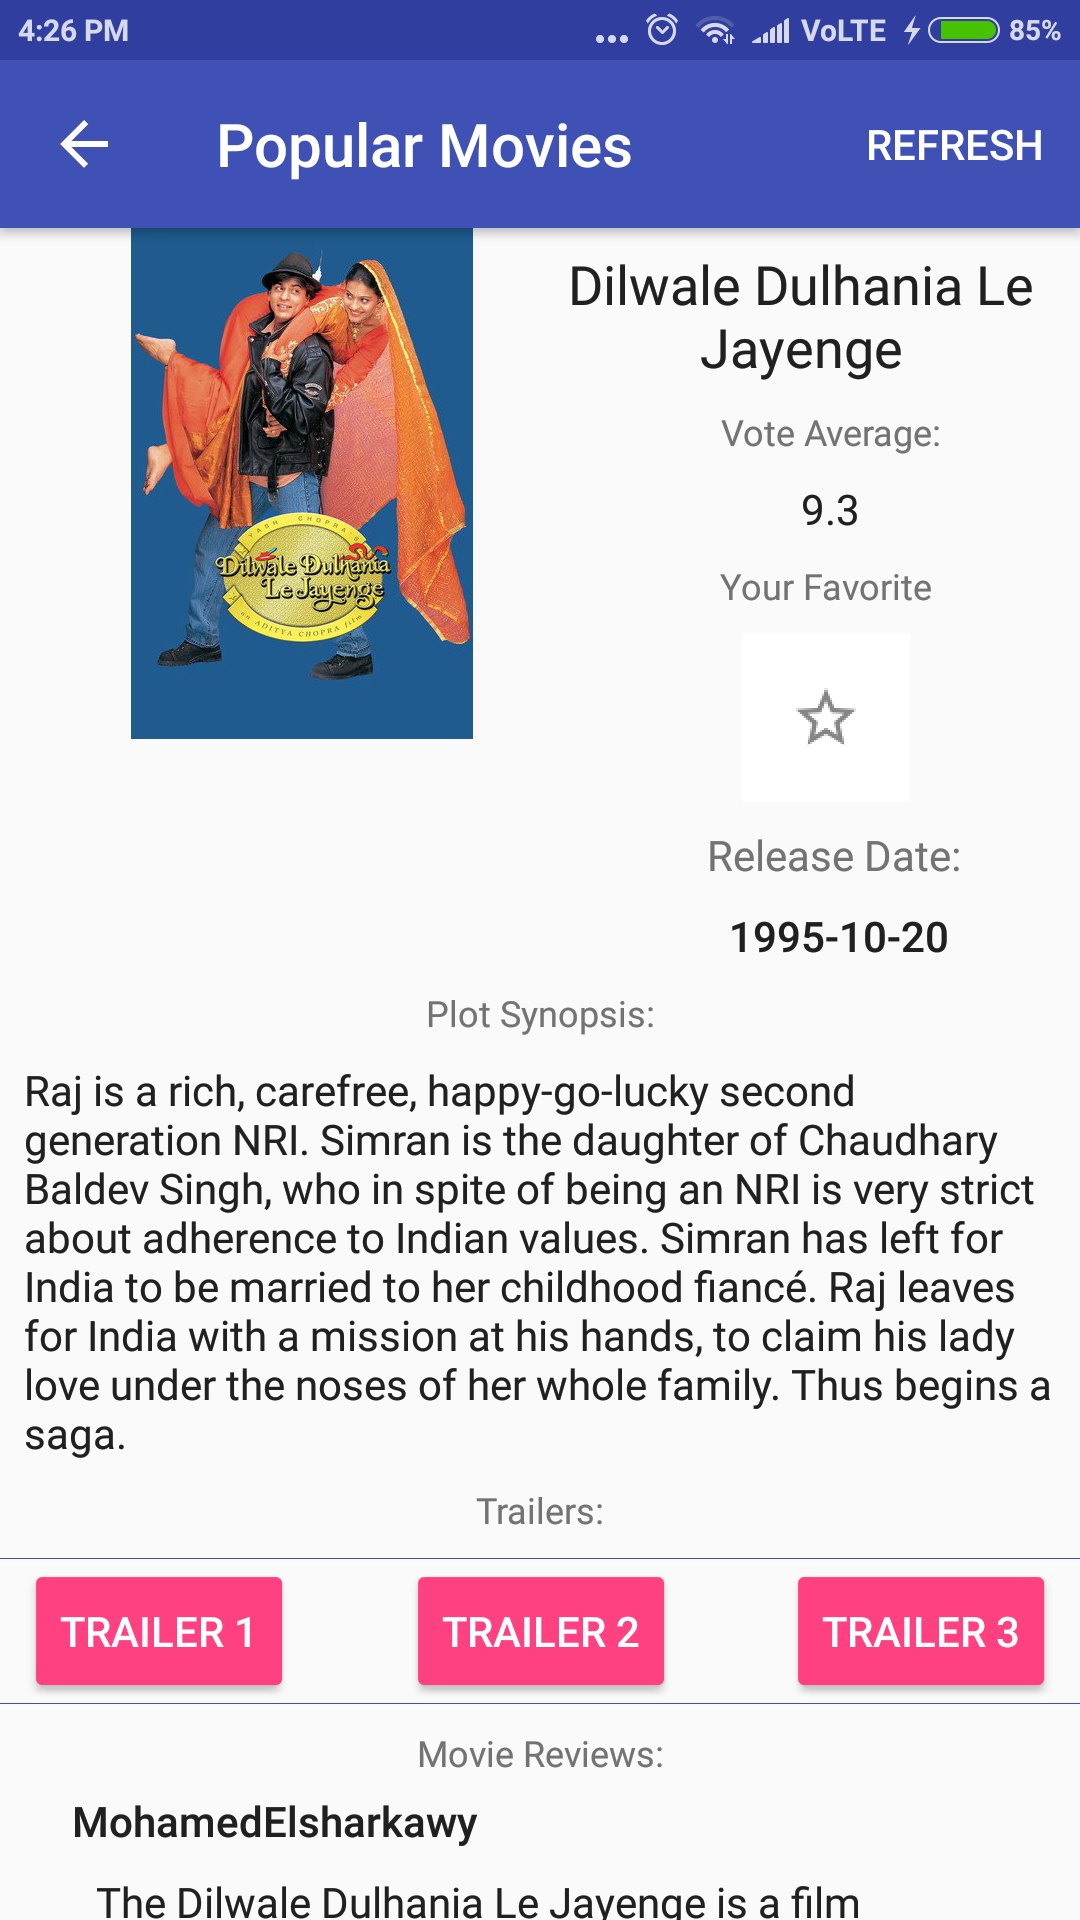 4:26 PM
VoLTE
85%
Popular Movies
REFRESH
YASH CHOPRA'S
Dilwale Dulhania
Le Jayenge
an ADITYA CHOPRA film
Dilwale Dulhania Le
Jayenge
Vote Average:
9.3
Your Favorite
Release Date:
1995-10-20
Plot Synopsis:
Raj is a rich, carefree, happy-go-lucky second
generation NRI. Simran is the daughter of Chaudhary
Baldev Singh, who in spite of being an NRI is very strict
about adherence to Indian values. Simran has left for
India to be married to her childhood fiancé. Raj leaves
for India with a mission at his hands, to claim his lady
love under the noses of her whole family. Thus begins a
saga.
Trailers:
TRAILER 1
TRAILER 2
TRAILER 3
Movie Reviews:
MohamedElsharkawy
The Dilwale Dulhania Le Jayenge is a film